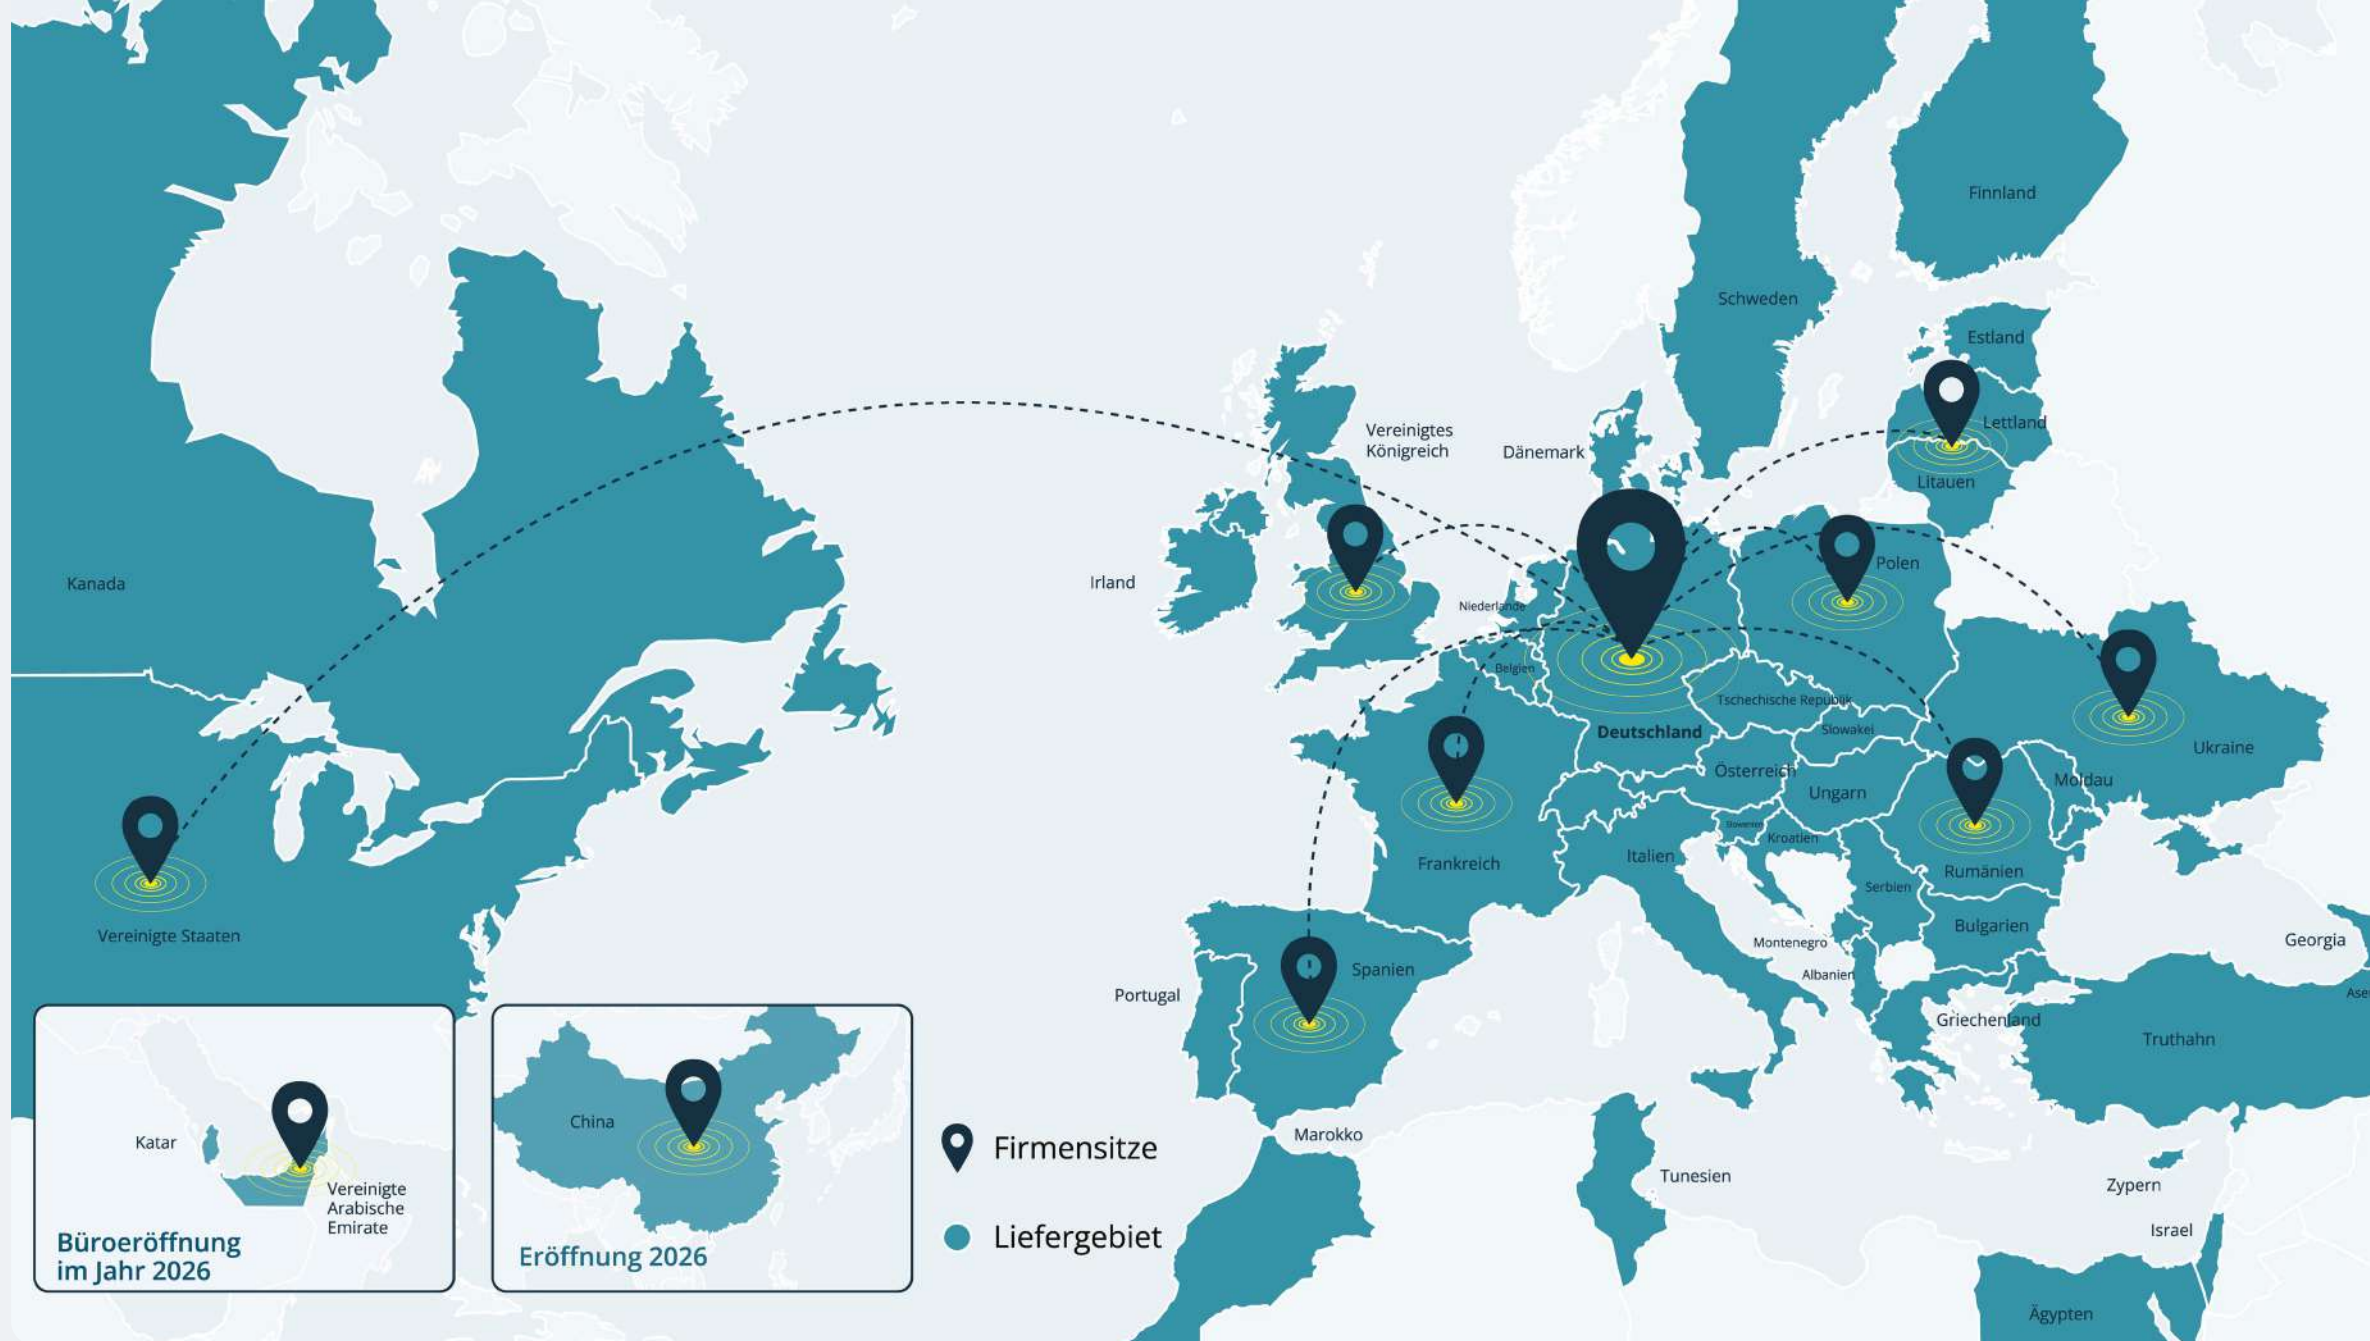 Finnland
Schweden
Estland
Lettland
Vereinigtes
Königreich
Dänemark
Litauen
Polen
Irland
Kanada
Niederlande
Belgien
Tschechische Republik
Slowakei
Deutschland
Ukraine
Österreich
Moldau
Ungarn
Slowenien
Kroatien
Italien
Frankreich
Rumänien
Serbien
Bulgarien
Vereinigte Staaten
Montenegro
Georgia
Albanien
Spanien
Portugal
Ase
Griechenland
Truthahn
China
Katar
Marokko
Firmensitze
Tunesien
Zypern
Vereinigte
Arabische
Emirate
Israel
Liefergebiet
Büroeröffnung
im Jahr 2026
Eröffnung 2026
Ägypten